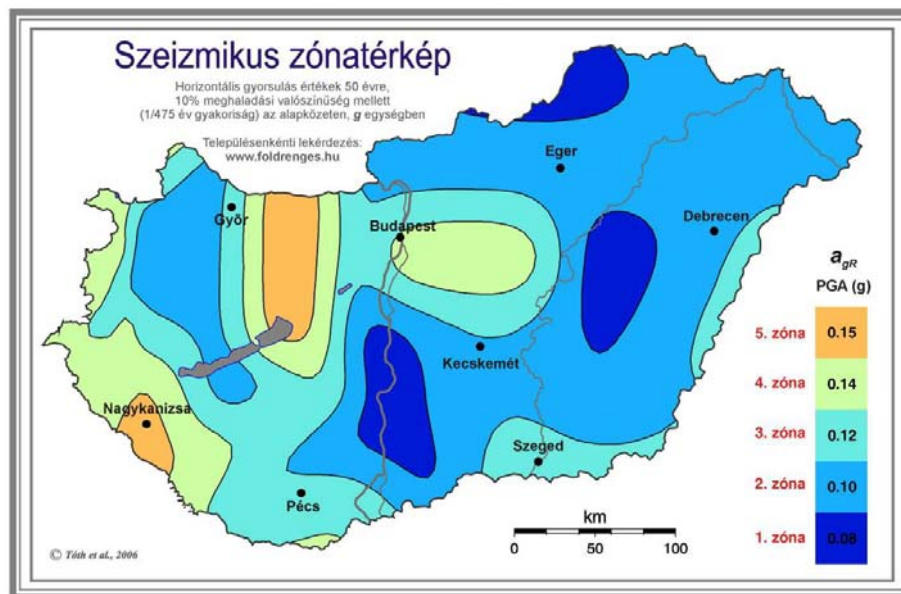 Szeizmikus zónatérkép
Horizontális gyorsulás értékek 50 évre,
10% meghaladási valószínűség mellett
(1/475 év gyakoriság) az alapkőzeten, g egységben
Településenkénti lekérdezés:
www.foldrenges.hu
Eger
Győr
Budapest
Debrecen
Kecskemét
Nagykanizsa
Szeged
Pécs
a_gR
PGA (g)
5. zóna 0.15
4. zóna 0.14
3. zóna 0.12
2. zóna 0.10
1. zóna 0.08
km
0 50 100
© Tóth et al., 2006